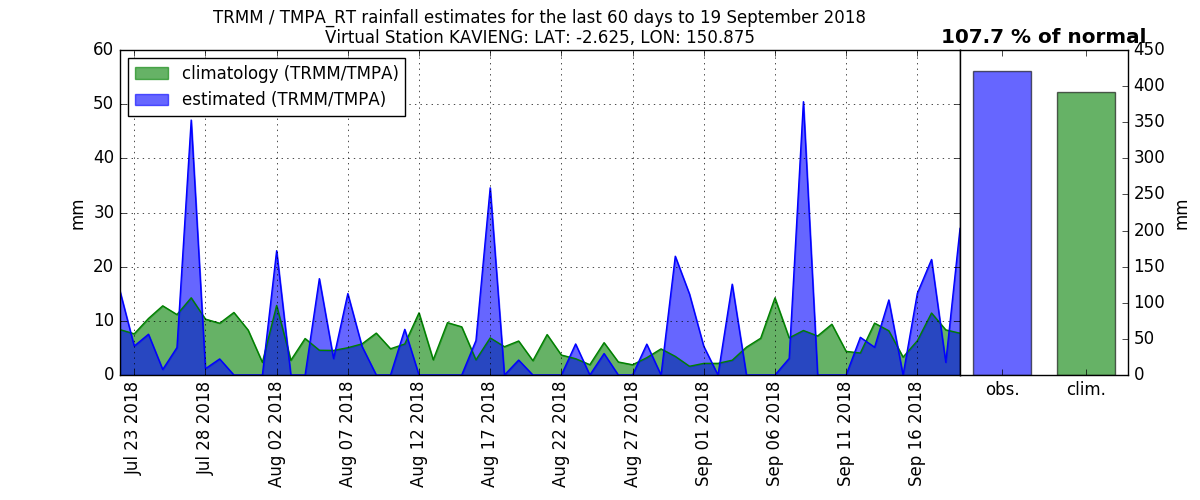 TRMM / TMPA_RT rainfall estimates for the last 60 days to 19 September 2018
Virtual Station KAVIENG: LAT: -2.625, LON: 150.875
107.7 % of normal
climatology (TRMM/TMPA)
estimated (TRMM/TMPA)
60
50
40
30
20
10
0
mm
Jul 23 2018
Jul 28 2018
Aug 02 2018
Aug 07 2018
Aug 12 2018
Aug 17 2018
Aug 22 2018
Aug 27 2018
Sep 01 2018
Sep 06 2018
Sep 11 2018
Sep 16 2018
450
400
350
300
250
200
150
100
50
0
mm
obs.
clim.